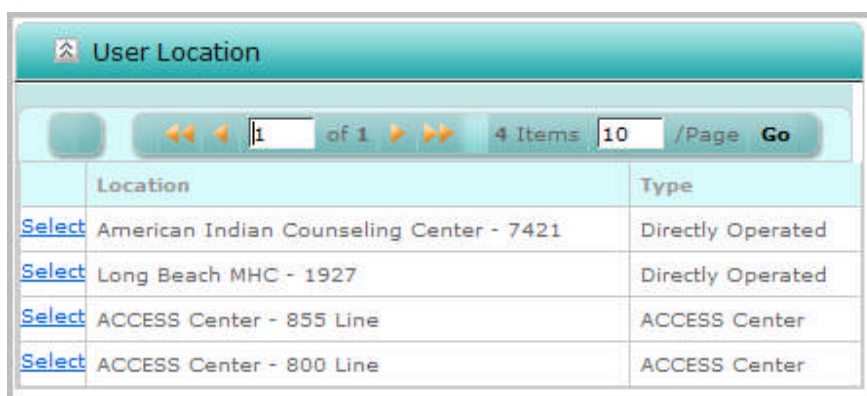 User Location
1 of 1 4 Items 10 /Page Go
Location Type
Select American Indian Counseling Center - 7421 Directly Operated
Select Long Beach MHC - 1927 Directly Operated
Select ACCESS Center - 855 Line ACCESS Center
Select ACCESS Center - 800 Line ACCESS Center